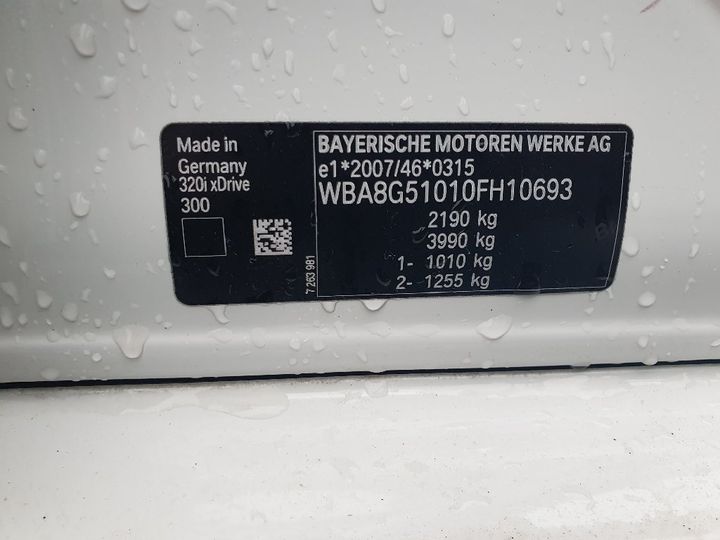 Made in
Germany
320i xDrive
300
7 263 981
BAYERISCHE MOTOREN WERKE AG
e1*2007/46*0315
WBA8G51010FH10693
2190 kg
3990 kg
1- 1010 kg
2- 1255 kg